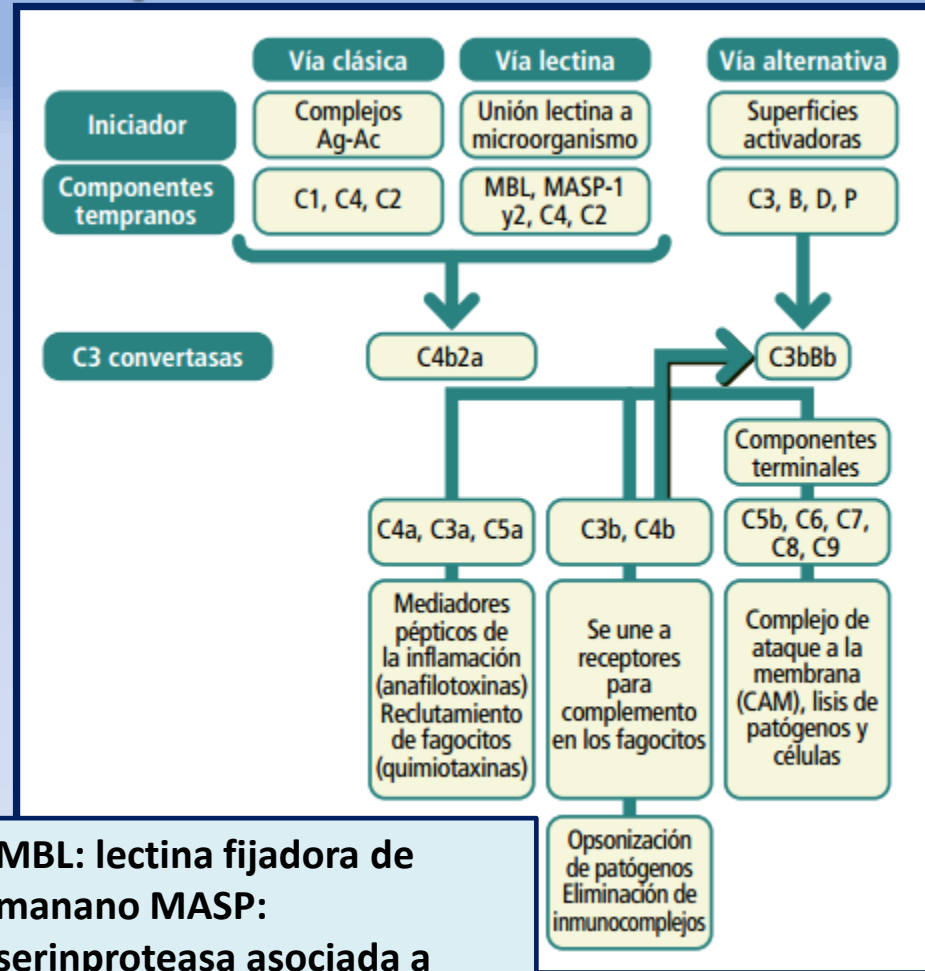 Vía clásica
Vía lectina
Vía alternativa
Iniciador
Complejos
Ag-Ac
Unión lectina a
microorganismo
Superficies
activadoras
Componentes
tempranos
C1, C4, C2
MBL, MASP-1
y2, C4, C2
C3, B, D, P
C3 convertasas
C4b2a
C3bBb
Componentes
terminales
C4a, C3a, C5a
C3b, C4b
C5b, C6, C7,
C8, C9
Mediadores
pépticos de
la inflamación
(anafilotoxinas)
Reclutamiento
de fagocitos
(quimiotaxinas)
Se une a
receptores
para
complemento
en los fagocitos
Complejo de
ataque a la
membrana
(CAM), lisis de
patógenos y
células
Opsonización
de patógenos
Eliminación de
inmunocomplejos
MBL: lectina fijadora de
manano MASP:
serinproteasa asociada a